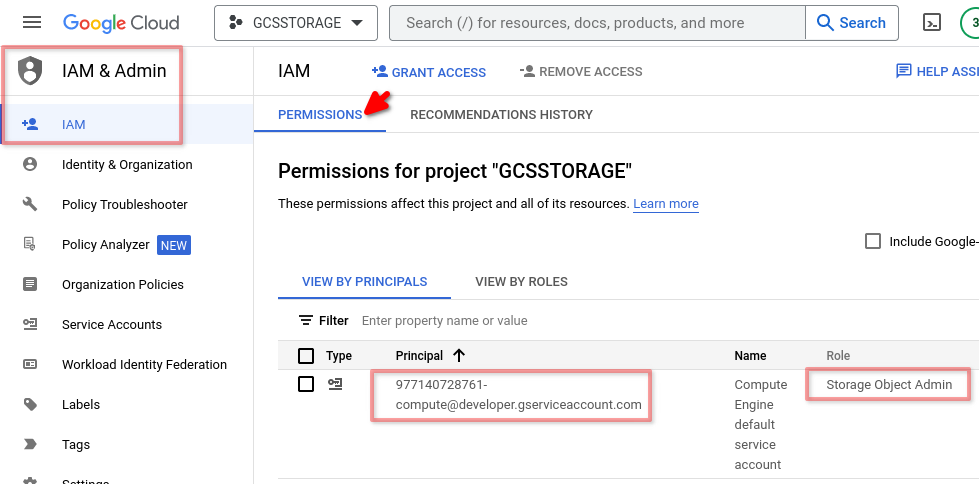 Google Cloud
GCSSTORAGE
Search (/) for resources, docs, products, and more
Search
3
IAM & Admin
IAM
Identity & Organization
Policy Troubleshooter
Policy Analyzer NEW
Organization Policies
Service Accounts
Workload Identity Federation
Labels
Tags
Settings
IAM
GRANT ACCESS
REMOVE ACCESS
HELP ASSI
PERMISSIONS
RECOMMENDATIONS HISTORY
Permissions for project "GCSSTORAGE"
These permissions affect this project and all of its resources. Learn more
Include Google-
VIEW BY PRINCIPALS
VIEW BY ROLES
Filter Enter property name or value
Type Principal Name Role
977140728761-
compute@developer.gserviceaccount.com
Compute
Engine
default
service
account
Storage Object Admin